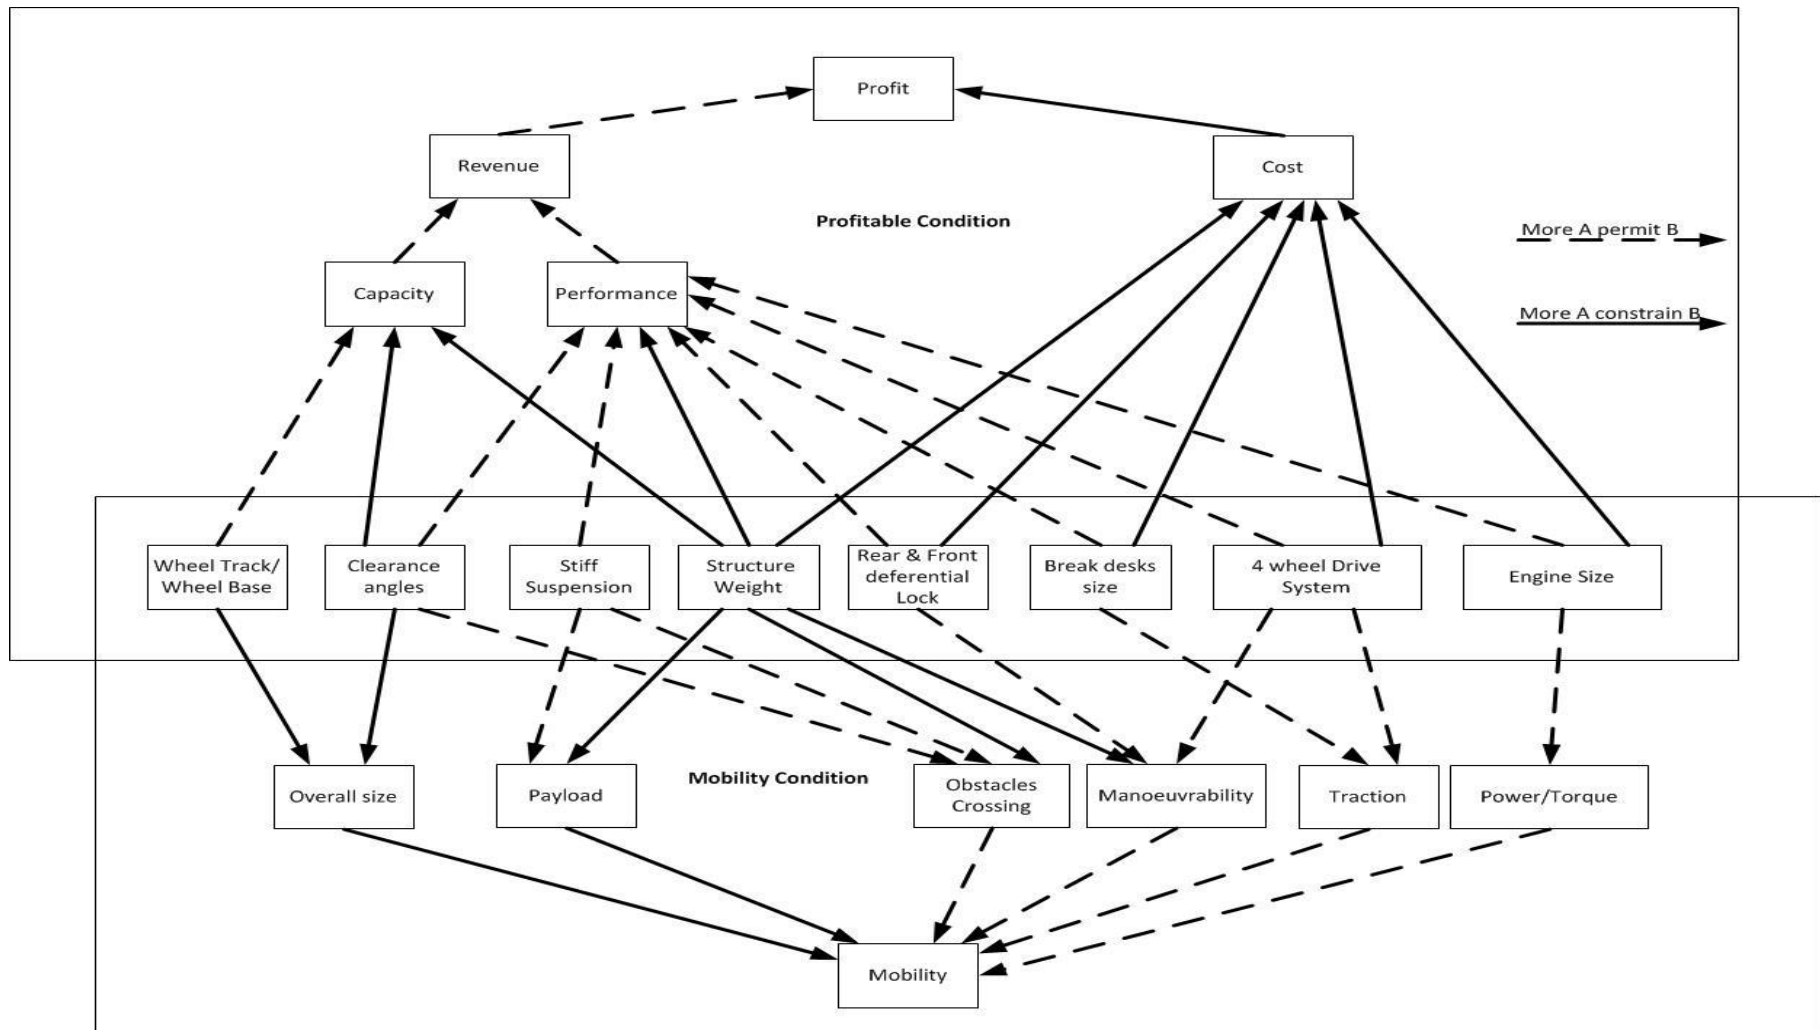 Profit
Revenue
Cost
Profitable Condition
More A permit B
Capacity
Performance
More A constrain B
Wheel Track/
Wheel Base
Clearance
angles
Stiff
Suspension
Structure
Weight
Rear & Front
deferential
Lock
Break desks
size
4 wheel Drive
System
Engine Size
Mobility Condition
Overall size
Payload
Obstacles
Crossing
Manoeuvrability
Traction
Power/Torque
Mobility